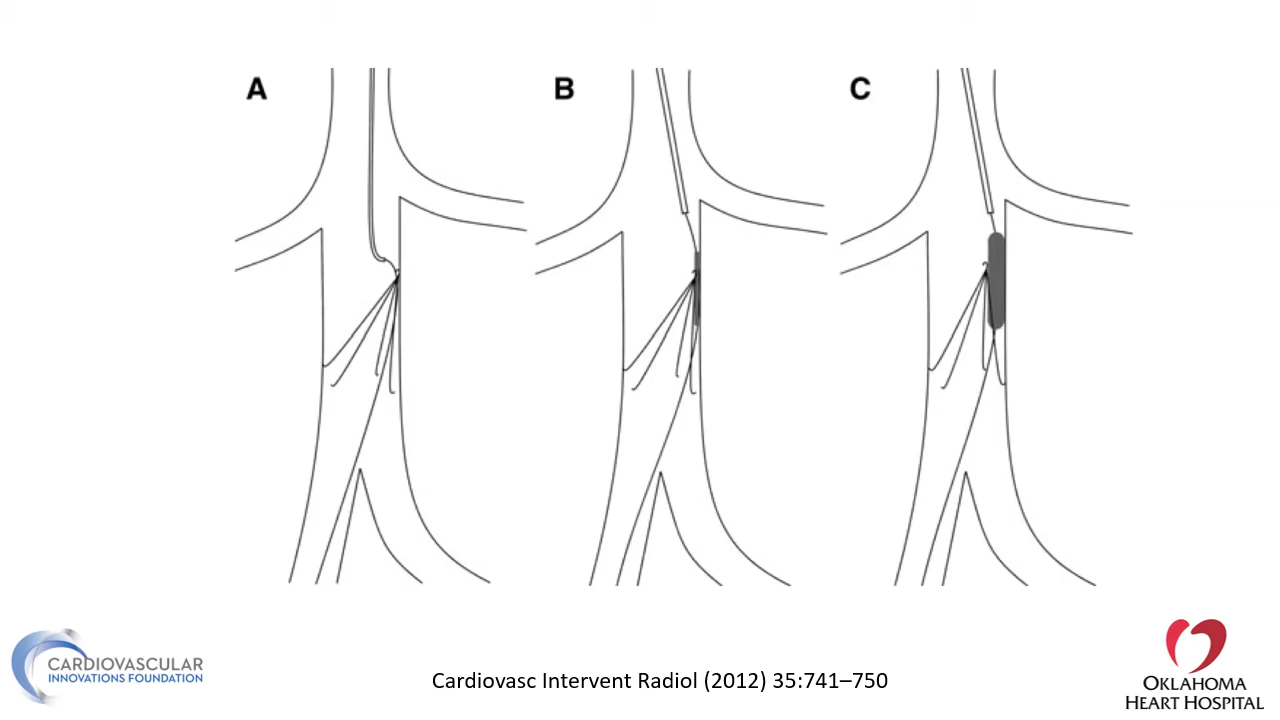 A
B
C
CARDIOVASCULAR
INNOVATIONS FOUNDATION
Cardiovasc Intervent Radiol (2012) 35:741–750
OKLAHOMA
HEART HOSPITAL